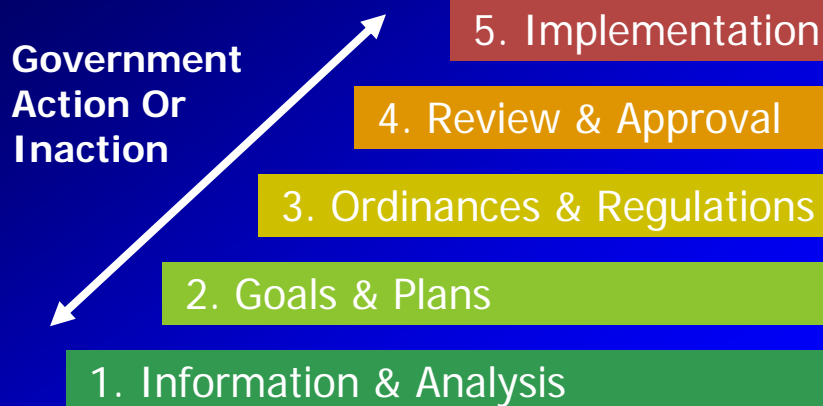 Government
Action Or
Inaction
5. Implementation
4. Review & Approval
3. Ordinances & Regulations
2. Goals & Plans
1. Information & Analysis